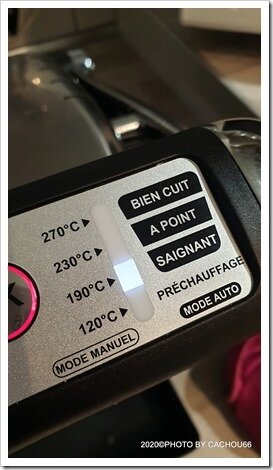 BIEN CUIT
270°C
A POINT
230°C
SAIGNANT
190°C
PRÉCHAUFFAGE
120°C
MODE AUTO
MODE MANUEL
2020©PHOTO BY CACHOU66